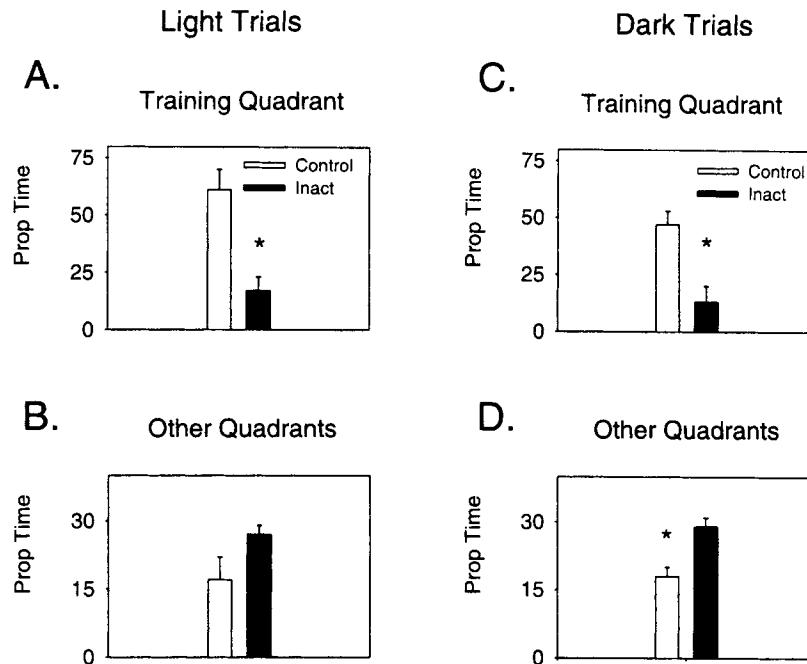 Light Trials
Dark Trials
A.
Training Quadrant
75
50
25
0
Prop Time
Control
Inact
*
C.
Training Quadrant
75
50
25
0
Prop Time
Control
Inact
*
B.
Other Quadrants
30
15
0
Prop Time
D.
Other Quadrants
30
15
0
Prop Time
*